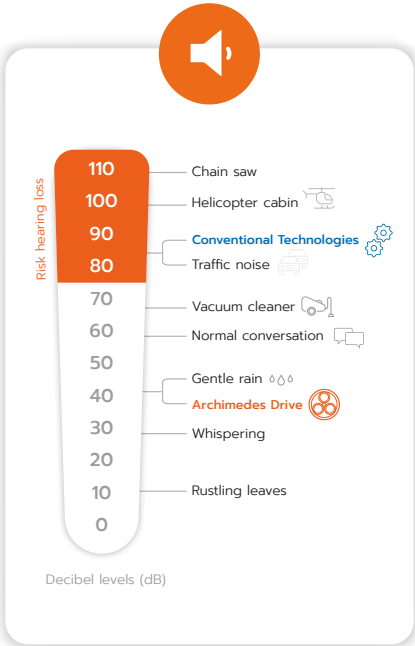 110
Chain saw
100
Helicopter cabin
90
Conventional Technologies
80
Traffic noise
Risk hearing loss
70
Vacuum cleaner
60
Normal conversation
50
Gentle rain
40
Archimedes Drive
30
Whispering
20
10
Rustling leaves
0
Decibel levels (dB)